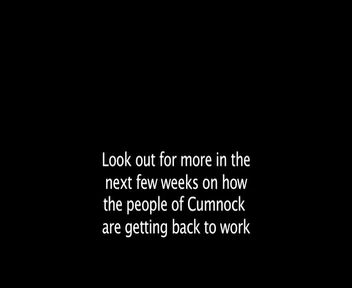 Look out for more in the
next few weeks on how
the people of Cumnock
are getting back to work